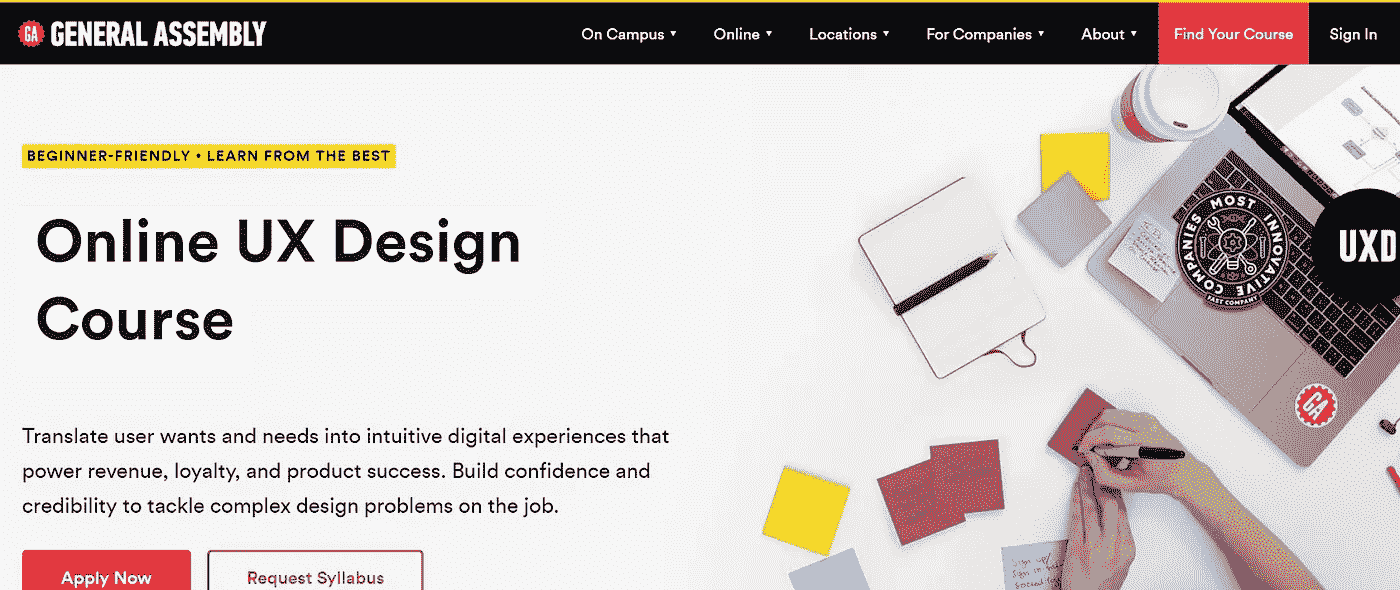 GA GENERAL ASSEMBLY
On Campus ▾ Online ▾ Locations ▾ For Companies ▾ About ▾ Find Your Course Sign In
BEGINNER-FRIENDLY • LEARN FROM THE BEST
Online UX Design
Course
Translate user wants and needs into intuitive digital experiences that
power revenue, loyalty, and product success. Build confidence and
credibility to tackle complex design problems on the job.
Apply Now Request Syllabus
MOST INNOVATIVE COMPANIES
FAST COMPANY
UXD
GA
Sign up/